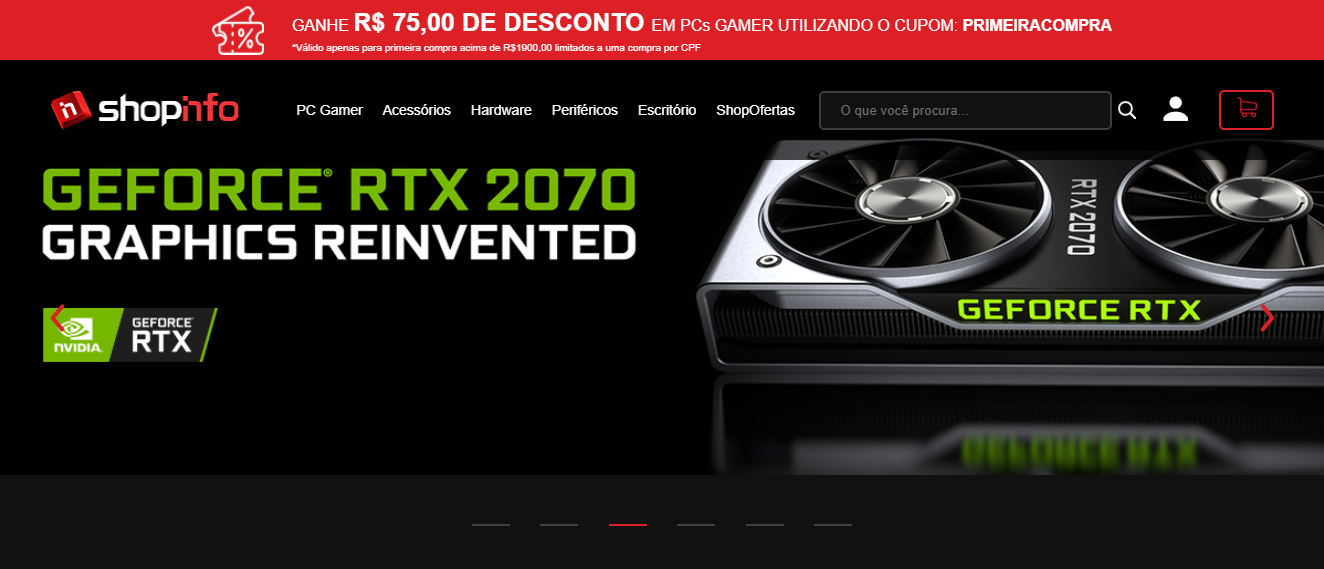 GANHE R$ 75,00 DE DESCONTO EM PCs GAMER UTILIZANDO O CUPOM: PRIMEIRACOMPRA
*Válido apenas para primeira compra acima de R$1900,00 limitados a uma compra por CPF
in shopinfo
PC Gamer Acessórios Hardware Periféricos Escritório ShopOfertas O que você procura...
GEFORCE® RTX 2070
GRAPHICS REINVENTED
RTX 2070
GEFORCE RTX
NVIDIA. GEFORCE® RTX
GEFORCE RTX